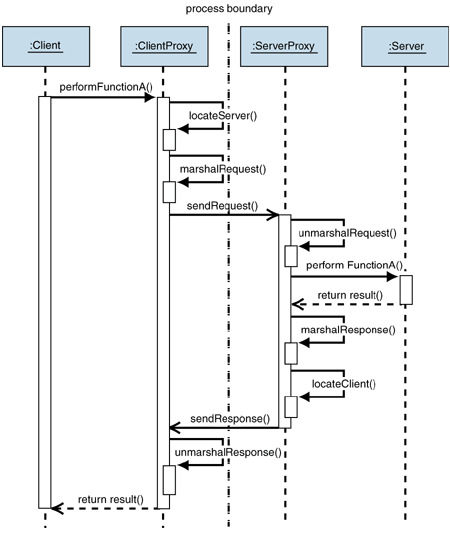 process boundary
:Client
:ClientProxy
:ServerProxy
:Server
performFunctionA()
locateServer()
marshalRequest()
sendRequest()
unmarshalRequest()
perform FunctionA()
return result()
marshalResponse()
locateClient()
sendResponse()
unmarshalResponse()
return result()